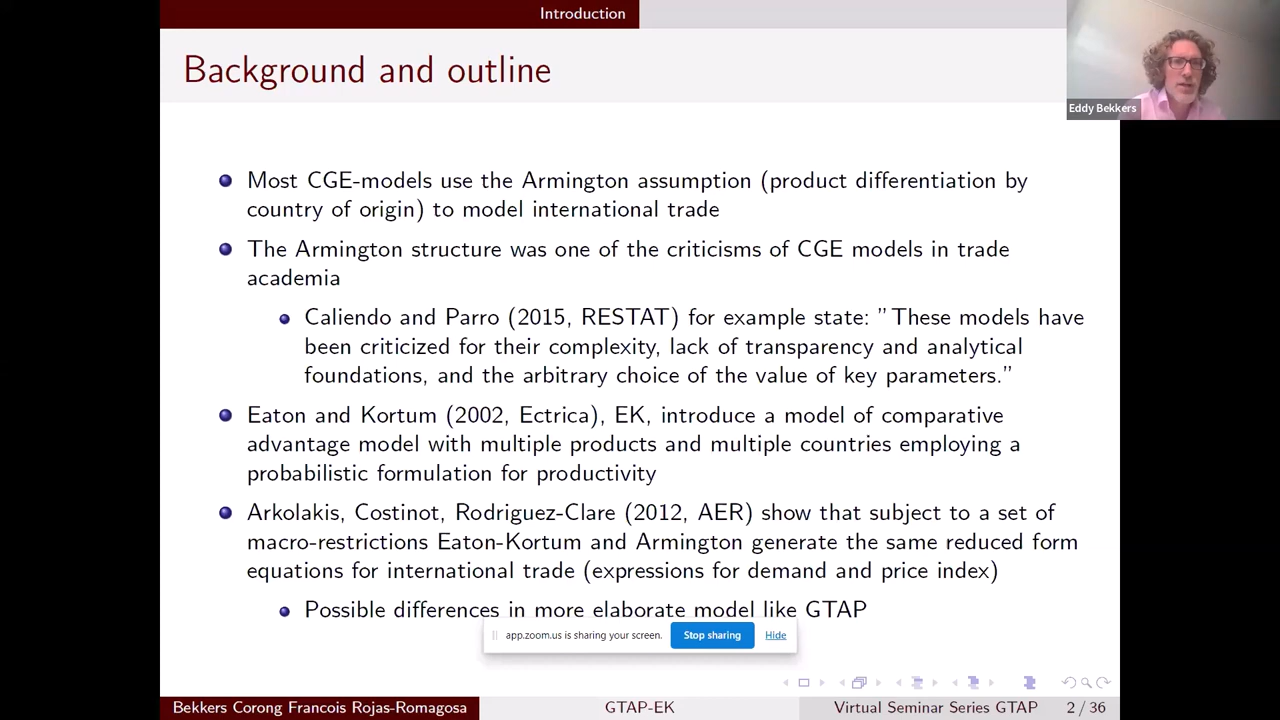 Introduction
Background and outline
Eddy Bekkers
Most CGE-models use the Armington assumption (product differentiation by
country of origin) to model international trade
The Armington structure was one of the criticisms of CGE models in trade
academia
Caliendo and Parro (2015, RESTAT) for example state: "These models have
been criticized for their complexity, lack of transparency and analytical
foundations, and the arbitrary choice of the value of key parameters."
Eaton and Kortum (2002, Ectrica), EK, introduce a model of comparative
advantage model with multiple products and multiple countries employing a
probabilistic formulation for productivity
Arkolakis, Costinot, Rodriguez-Clare (2012, AER) show that subject to a set of
macro-restrictions Eaton-Kortum and Armington generate the same reduced form
equations for international trade (expressions for demand and price index)
Possible differences in more elaborate model like GTAP
app.zoom.us is sharing your screen. Stop sharing Hide
Bekkers Corong Francois Rojas-Romagosa GTAP-EK Virtual Seminar Series GTAP 2 / 36